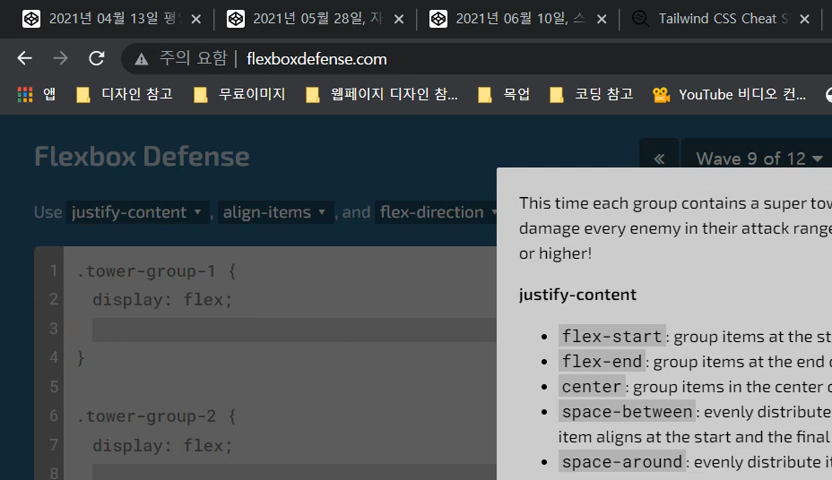 2021년 04월 13일 평
2021년 05월 28일, 지
2021년 06월 10일, 스
Tailwind CSS Cheat S
주의 요함 flexboxdefense.com
앱 디자인 참고 무료이미지 웹페이지 디자인 참... 목업 코딩 참고 YouTube 비디오 컨...
Flexbox Defense
« Wave 9 of 12
Use justify-content , align-items , and flex-direction
1 .tower-group-1 {
2 display: flex;
3
4 }
5
6 .tower-group-2 {
7 display: flex;
8
This time each group contains a super
damage every enemy in their attack range
or higher!
justify-content
flex-start: group items at the
flex-end: group items at the end
center: group items in the center
space-between: evenly distribute
item aligns at the start and the final
space-around: evenly distribute